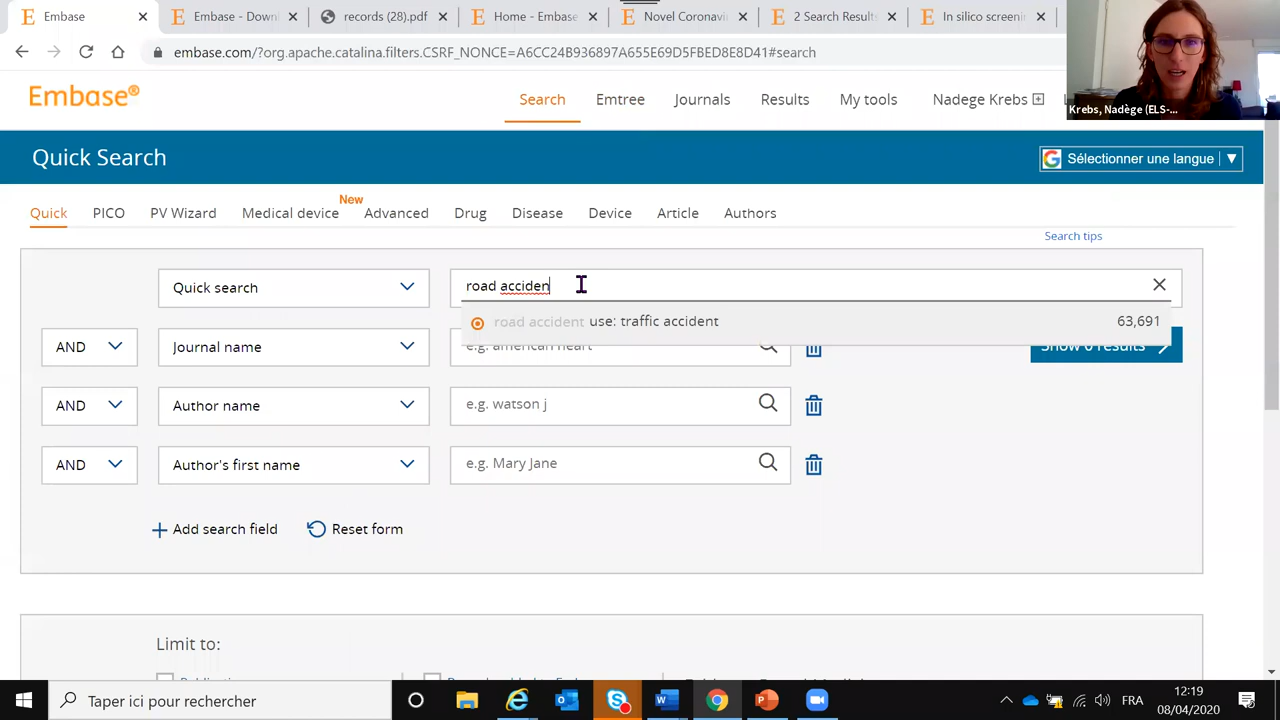 Embase
Embase - Down
records (28).pdf
Home - Embase
Novel Coronavi
2 Search Results
In silico screenin
embase.com/?org.apache.catalina.filters.CSRF_NONCE=A6CC24B936897A655E69D5FBED8E8D41#search
Krebs, Nadège (ELS-...
Embase®
Search
Emtree
Journals
Results
My tools
Nadege Krebs
Quick Search
Sélectionner une langue
New
Quick
PICO
PV Wizard
Medical device
Advanced
Drug
Disease
Device
Article
Authors
Search tips
Quick search
road acciden
road accident use: traffic accident 63,691
AND
Journal name
e.g. american heart
Show 0 results
AND
Author name
e.g. watson j
AND
Author's first name
e.g. Mary Jane
Add search field
Reset form
Limit to:
Taper ici pour rechercher
FRA
12:19
08/04/2020